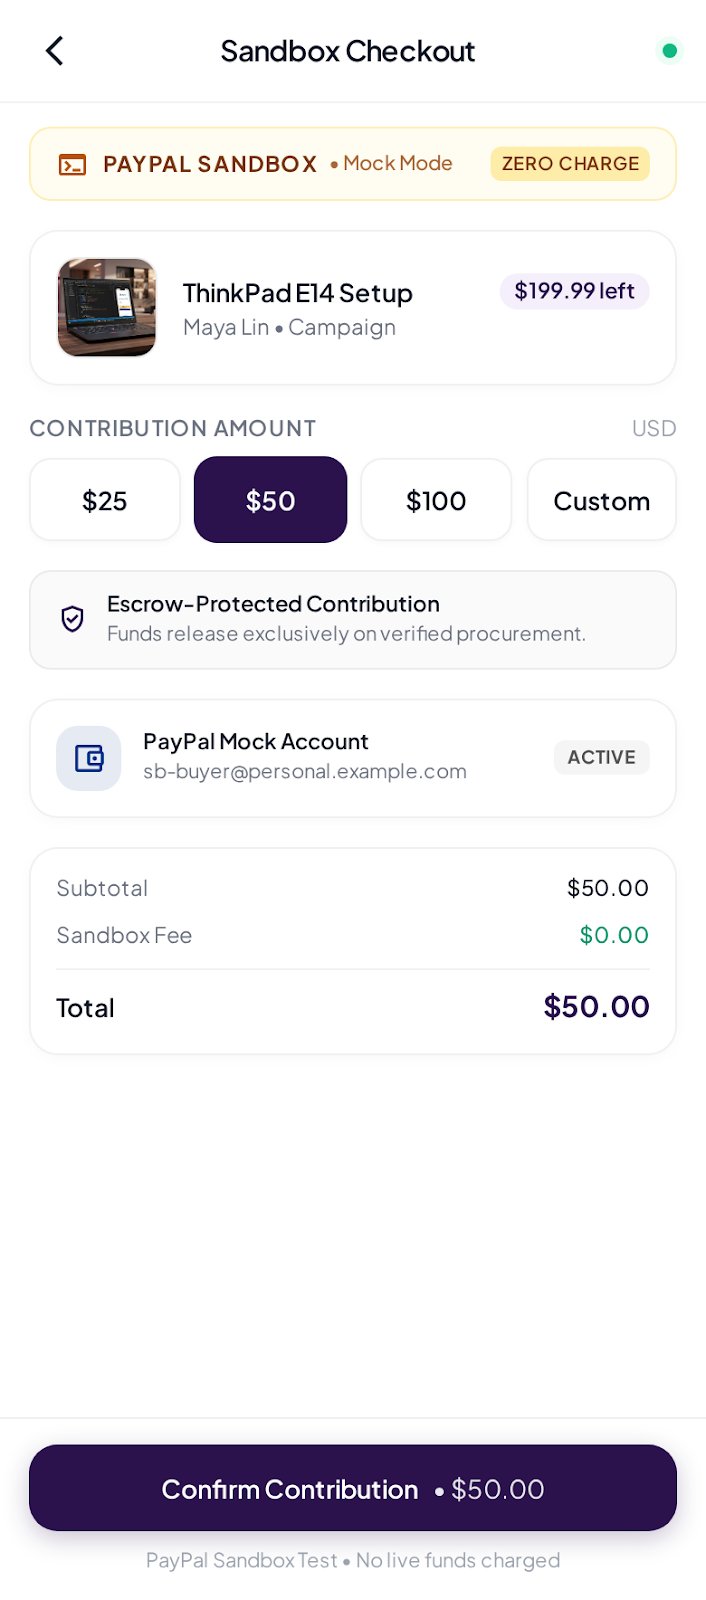 Sandbox Checkout
PAYPAL SANDBOX • Mock Mode ZERO CHARGE
ThinkPad E14 Setup $199.99 left
Maya Lin • Campaign
CONTRIBUTION AMOUNT USD
$25 $50 $100 Custom
Escrow-Protected Contribution
Funds release exclusively on verified procurement.
PayPal Mock Account
sb-buyer@personal.example.com ACTIVE
Subtotal $50.00
Sandbox Fee $0.00
Total $50.00
Confirm Contribution • $50.00
PayPal Sandbox Test • No live funds charged